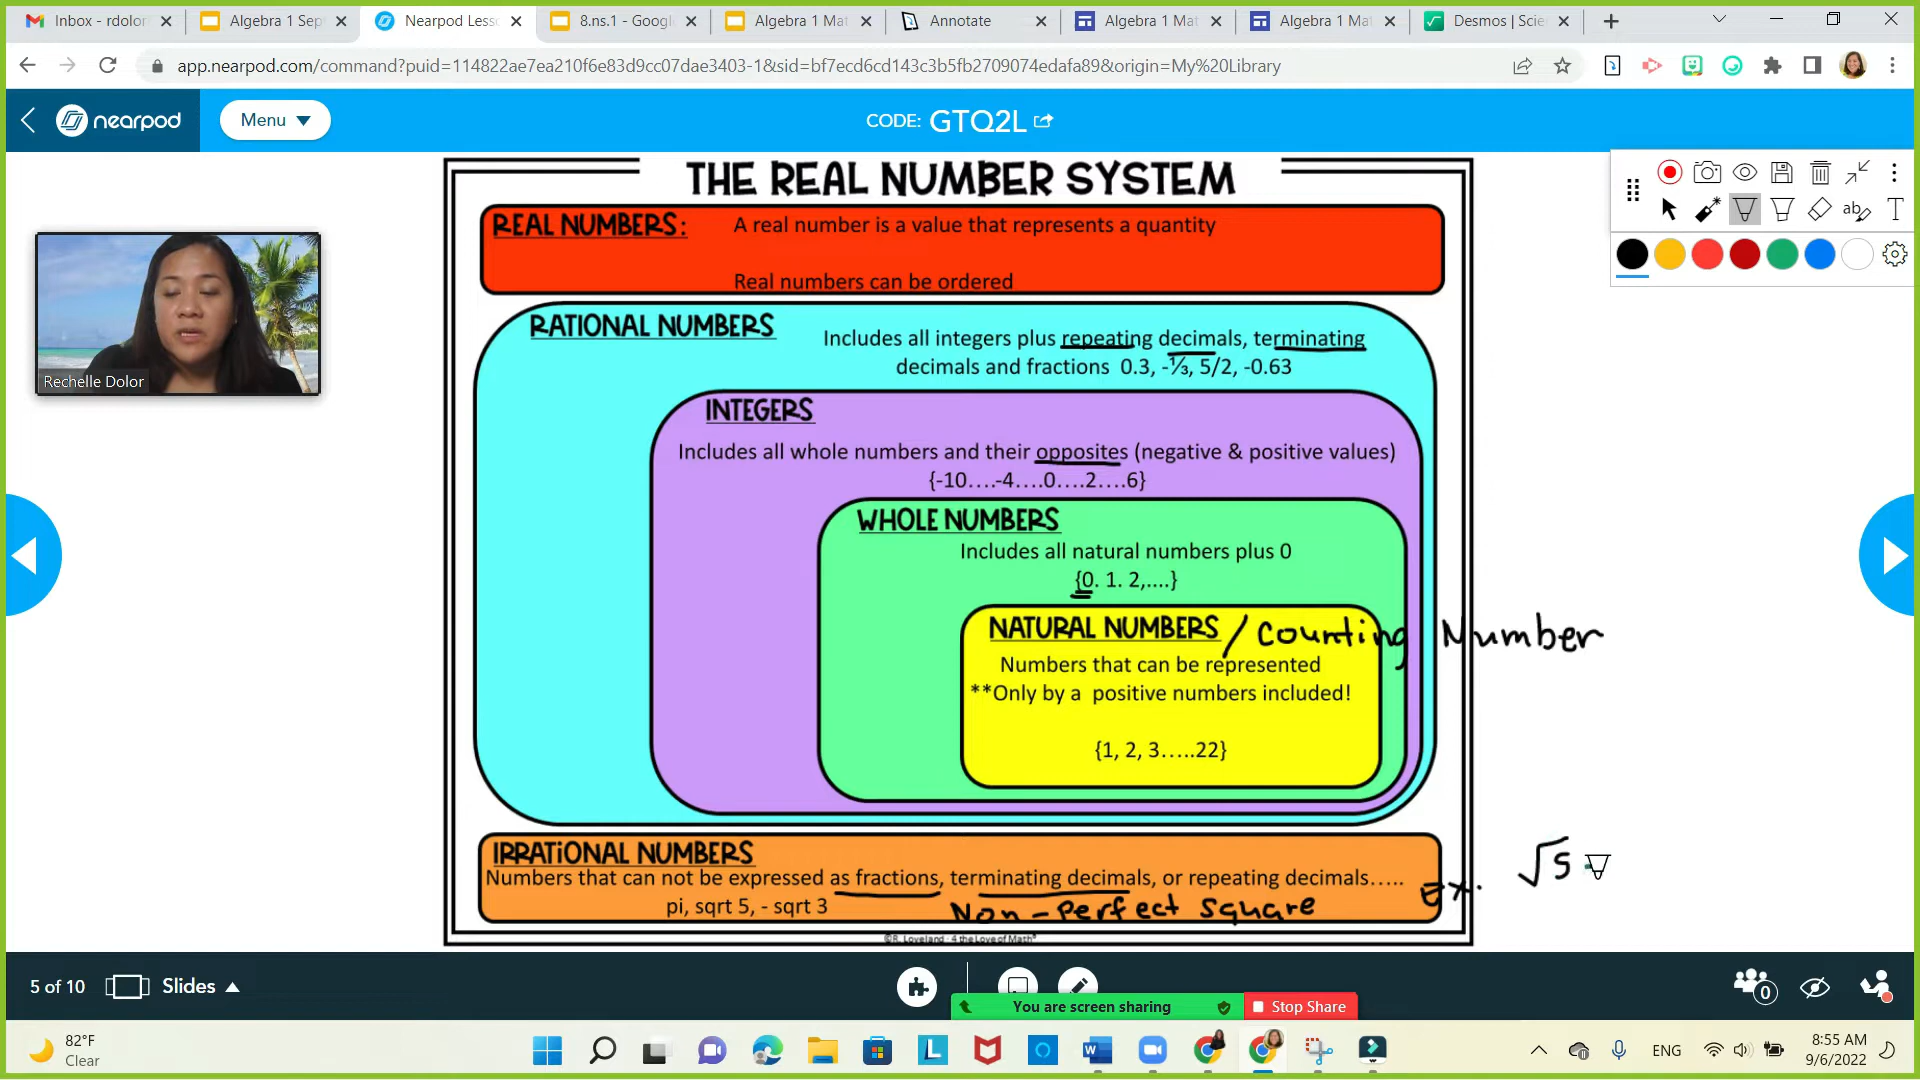 Inbox - rdolor
Algebra 1 Sept
Nearpod Lesso
8.ns.1 - Google
Algebra 1 Mat
Annotate
Algebra 1 Mat
Algebra 1 Mat
Desmos | Scie
app.nearpod.com/command?puid=114822ae7ea210f6e83d9cc07dae3403-1&sid=bf7ecd6cd143c3b5fb2709074edafa89&origin=My%20Library
nearpod
Menu
CODE: GTQ2L
THE REAL NUMBER SYSTEM
REAL NUMBERS: A real number is a value that represents a quantity
Real numbers can be ordered
Rechelle Dolor
RATIONAL NUMBERS
Includes all integers plus repeating decimals, terminating
decimals and fractions 0.3, -⅓, 5/2, -0.63
INTEGERS
Includes all whole numbers and their opposites (negative & positive values)
{-10....-4....0....2....6}
WHOLE NUMBERS
Includes all natural numbers plus 0
{0. 1. 2,....}
NATURAL NUMBERS / Counting Number
Numbers that can be represented
**Only by a positive numbers included!
{1, 2, 3.....22}
IRRATIONAL NUMBERS
Numbers that can not be expressed as fractions, terminating decimals, or repeating decimals.....
pi, sqrt 5, - sqrt 3
Non-perfect square
ex. √5
©R. Loveland - 4 the Love of Math®
5 of 10
Slides
0
You are screen sharing
Stop Share
82°F
Clear
ENG
8:55 AM
9/6/2022